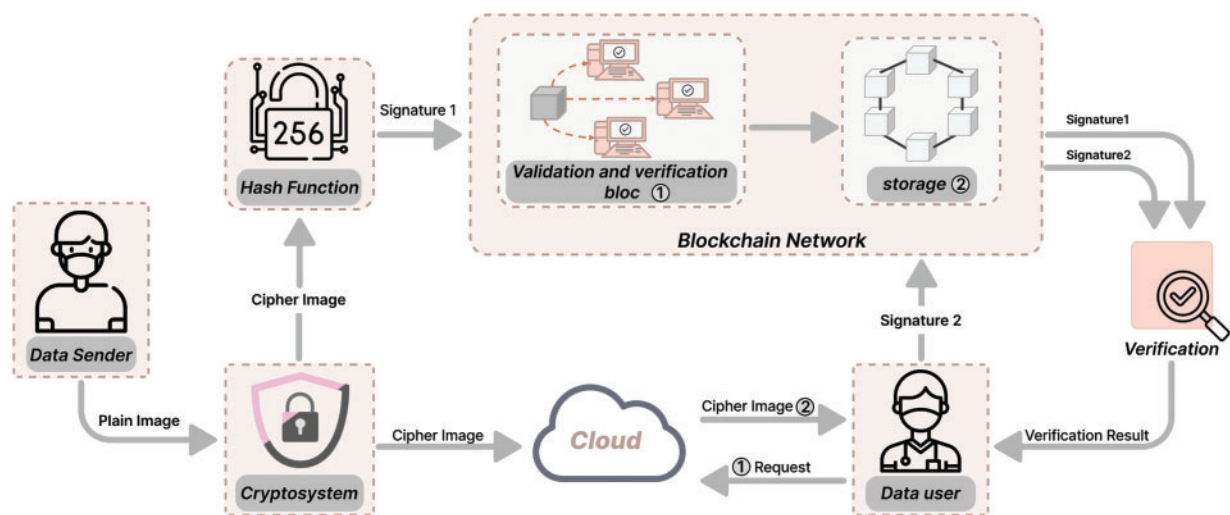 256
Hash Function
Signature 1
Validation and verification
bloc ①
storage ②
Blockchain Network
Signature1
Signature2
Data Sender
Cipher Image
Signature 2
Verification
Plain Image
Cryptosystem
Cipher Image
Cloud
Cipher Image ②
① Request
Data user
Verification Result